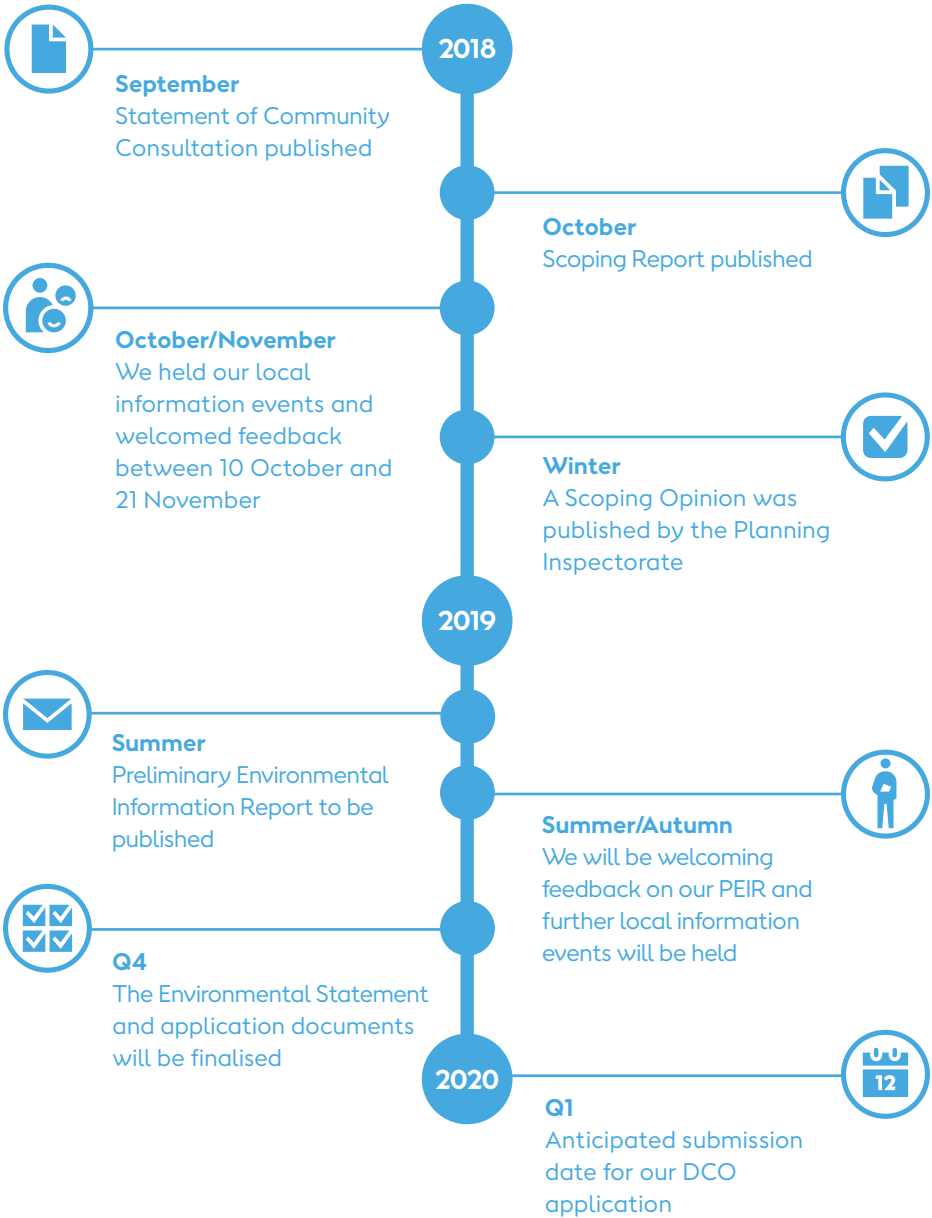 2018
September
Statement of Community
Consultation published
October
Scoping Report published
October/November
We held our local
information events and
welcomed feedback
between 10 October and
21 November
Winter
A Scoping Opinion was
published by the Planning
Inspectorate
2019
Summer
Preliminary Environmental
Information Report to be
published
Summer/Autumn
We will be welcoming
feedback on our PEIR and
further local information
events will be held
Q4
The Environmental Statement
and application documents
will be finalised
2020
12
Q1
Anticipated submission
date for our DCO
application